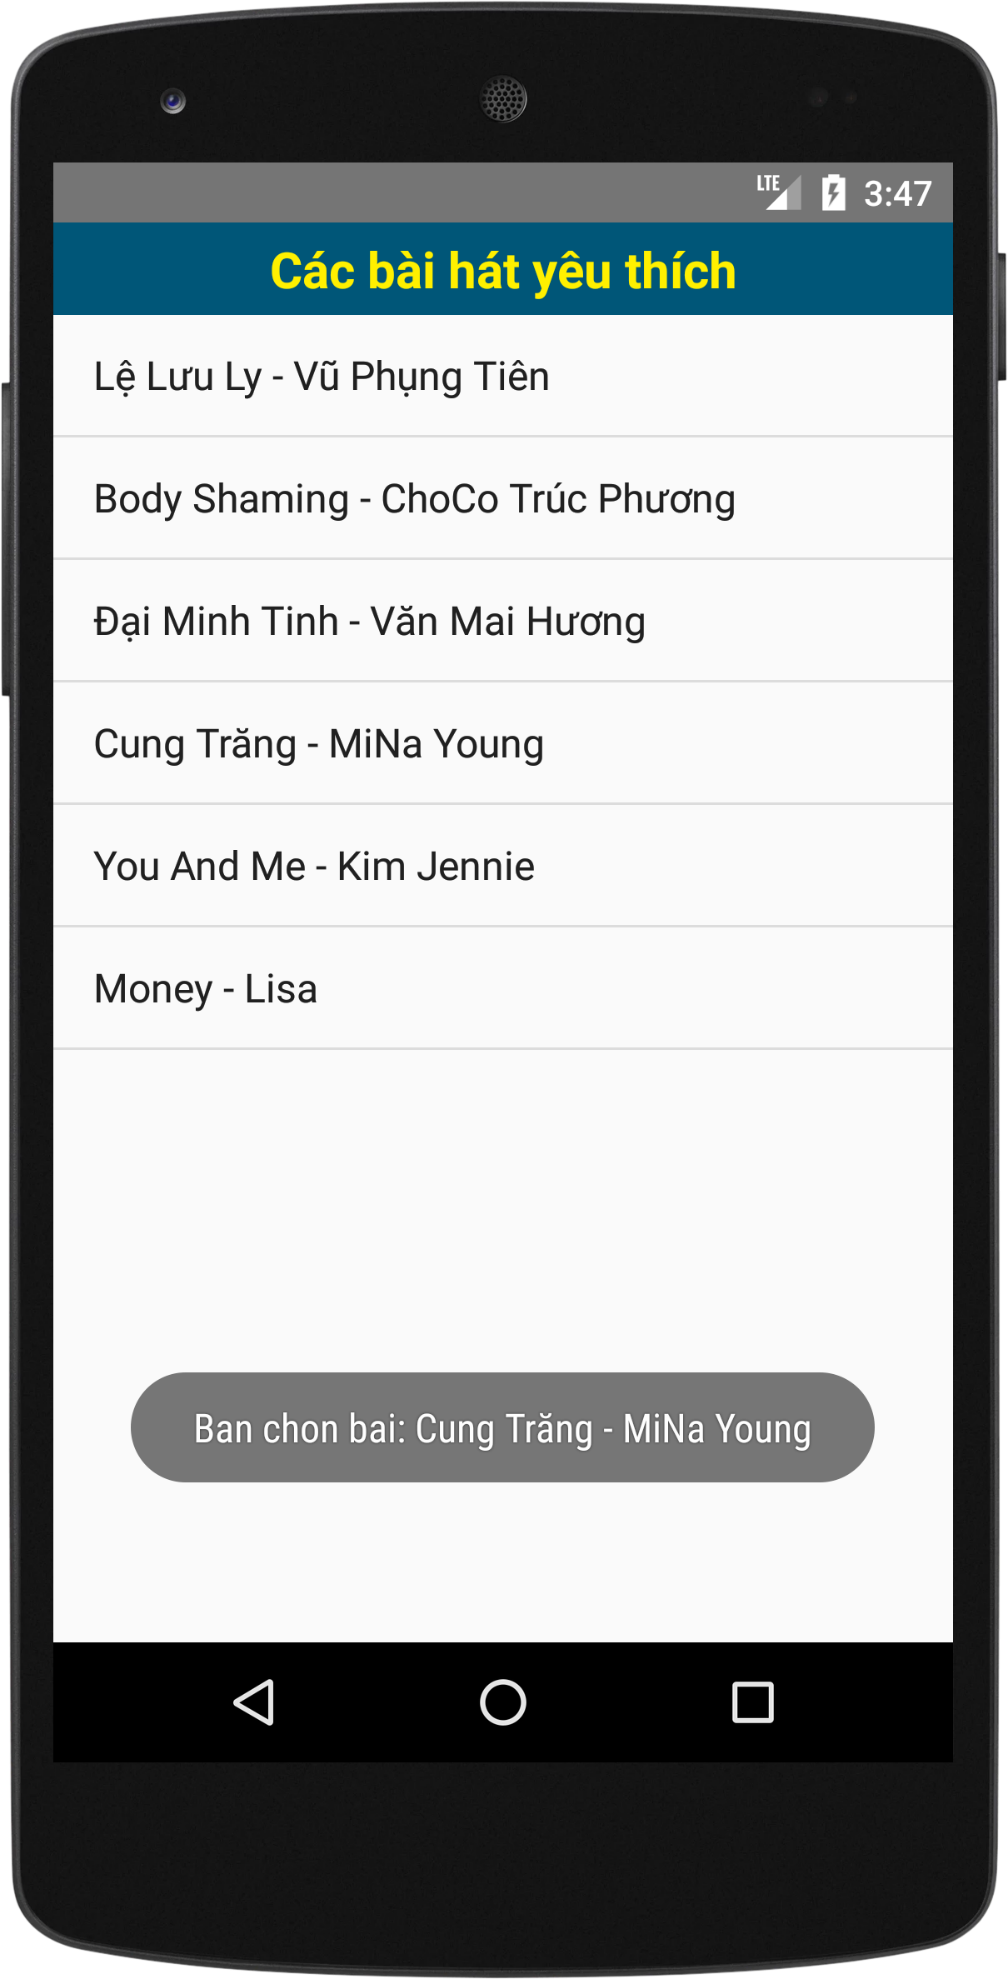 LTE 3:47
Các bài hát yêu thích
Lệ Lưu Ly - Vũ Phụng Tiên
Body Shaming - ChoCo Trúc Phương
Đại Minh Tinh - Văn Mai Hương
Cung Trăng - MiNa Young
You And Me - Kim Jennie
Money - Lisa
Ban chon bai: Cung Trăng - MiNa Young